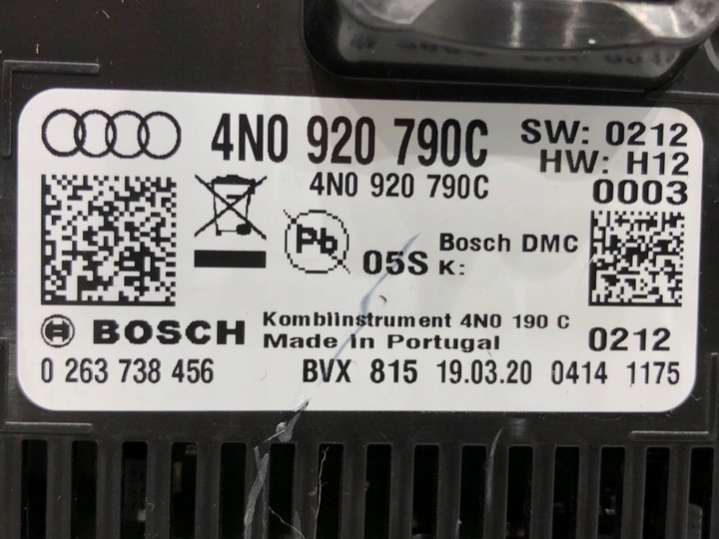 4N0 920 790C
SW: 0212
HW: H12
4N0 920 790C
0003
Pb
05S
Bosch DMC
K:
BOSCH
Kombiinstrument 4N0 190 C
Made in Portugal
0212
0 263 738 456
BVX 815 19.03.20 0414 1175